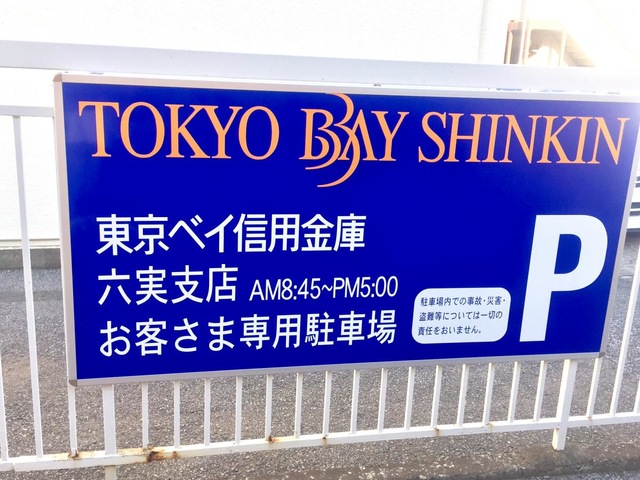 TOKYO BAY SHINKIN
東京ベイ信用金庫
六実支店 AM8:45~PM5:00
お客さま専用駐車場
駐車場内での事故・災害・
盗難等については一切の
責任をおいません。
P